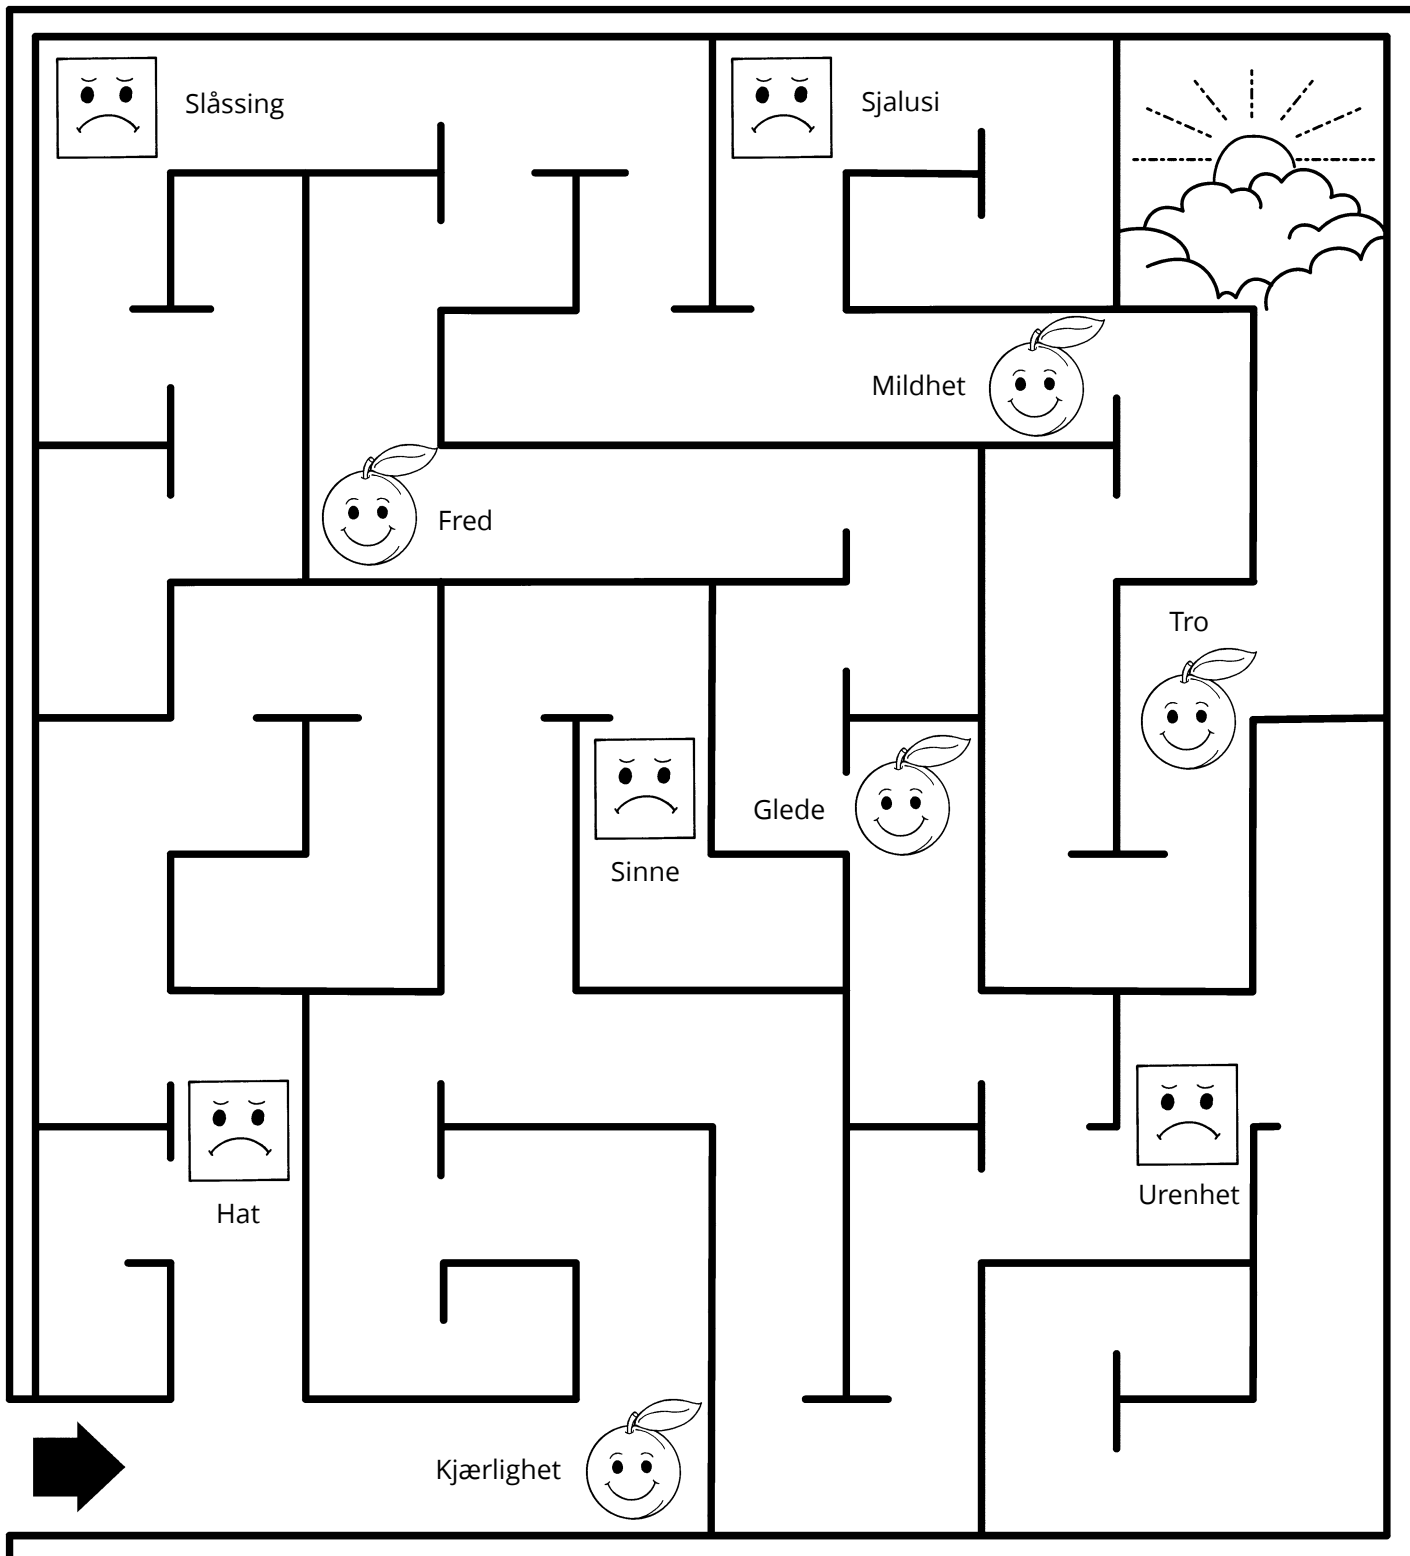 Slåssing
Sjalusi
Mildhet
Fred
Tro
Glede
Sinne
Urenhet
Hat
Kjærlighet